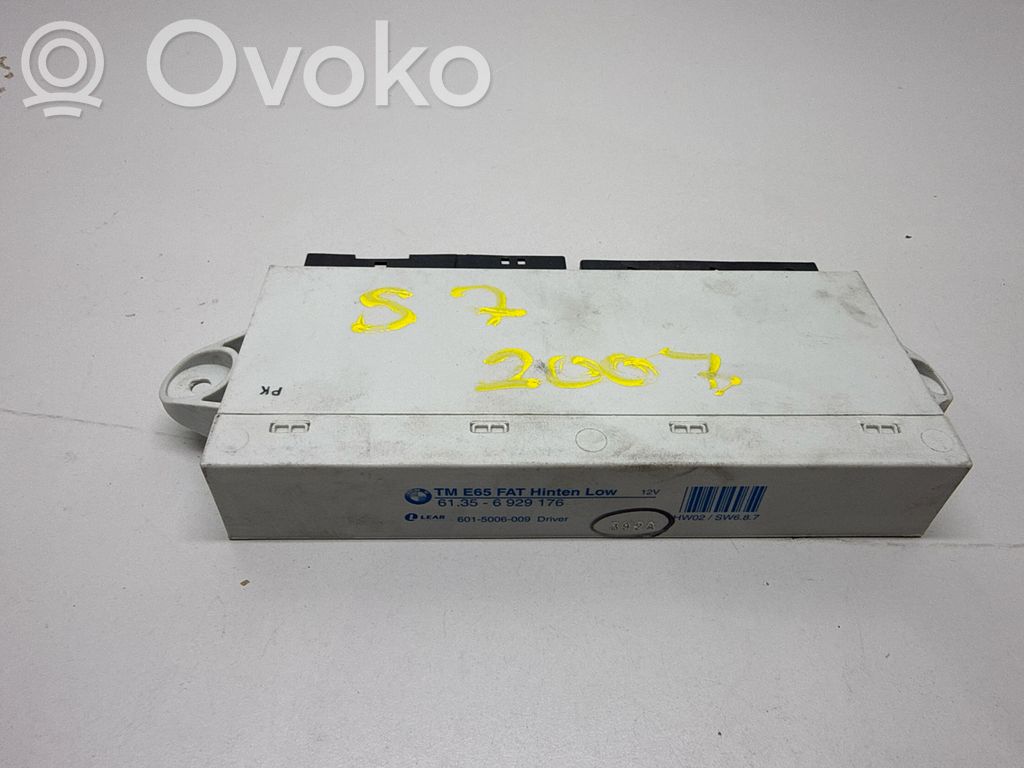 Ovoko
S 7
2007
PK
TM E65 FAT Hinten Low 12V
61.35 - 6 929 176
LEAR 601-5006-009 Driver
HW02 / SW6.8.7